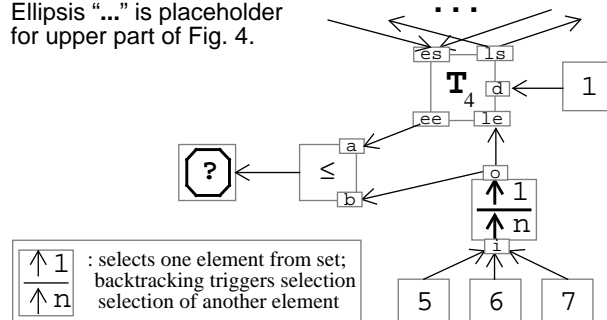 Ellipsis “...” is placeholder
for upper part of Fig. 4.
...
es ls
T4 d 1
ee le
a
? ≤
b
o
1
n
i
1 : selects one element from set;
backtracking triggers selection
n selection of another element
5 6 7